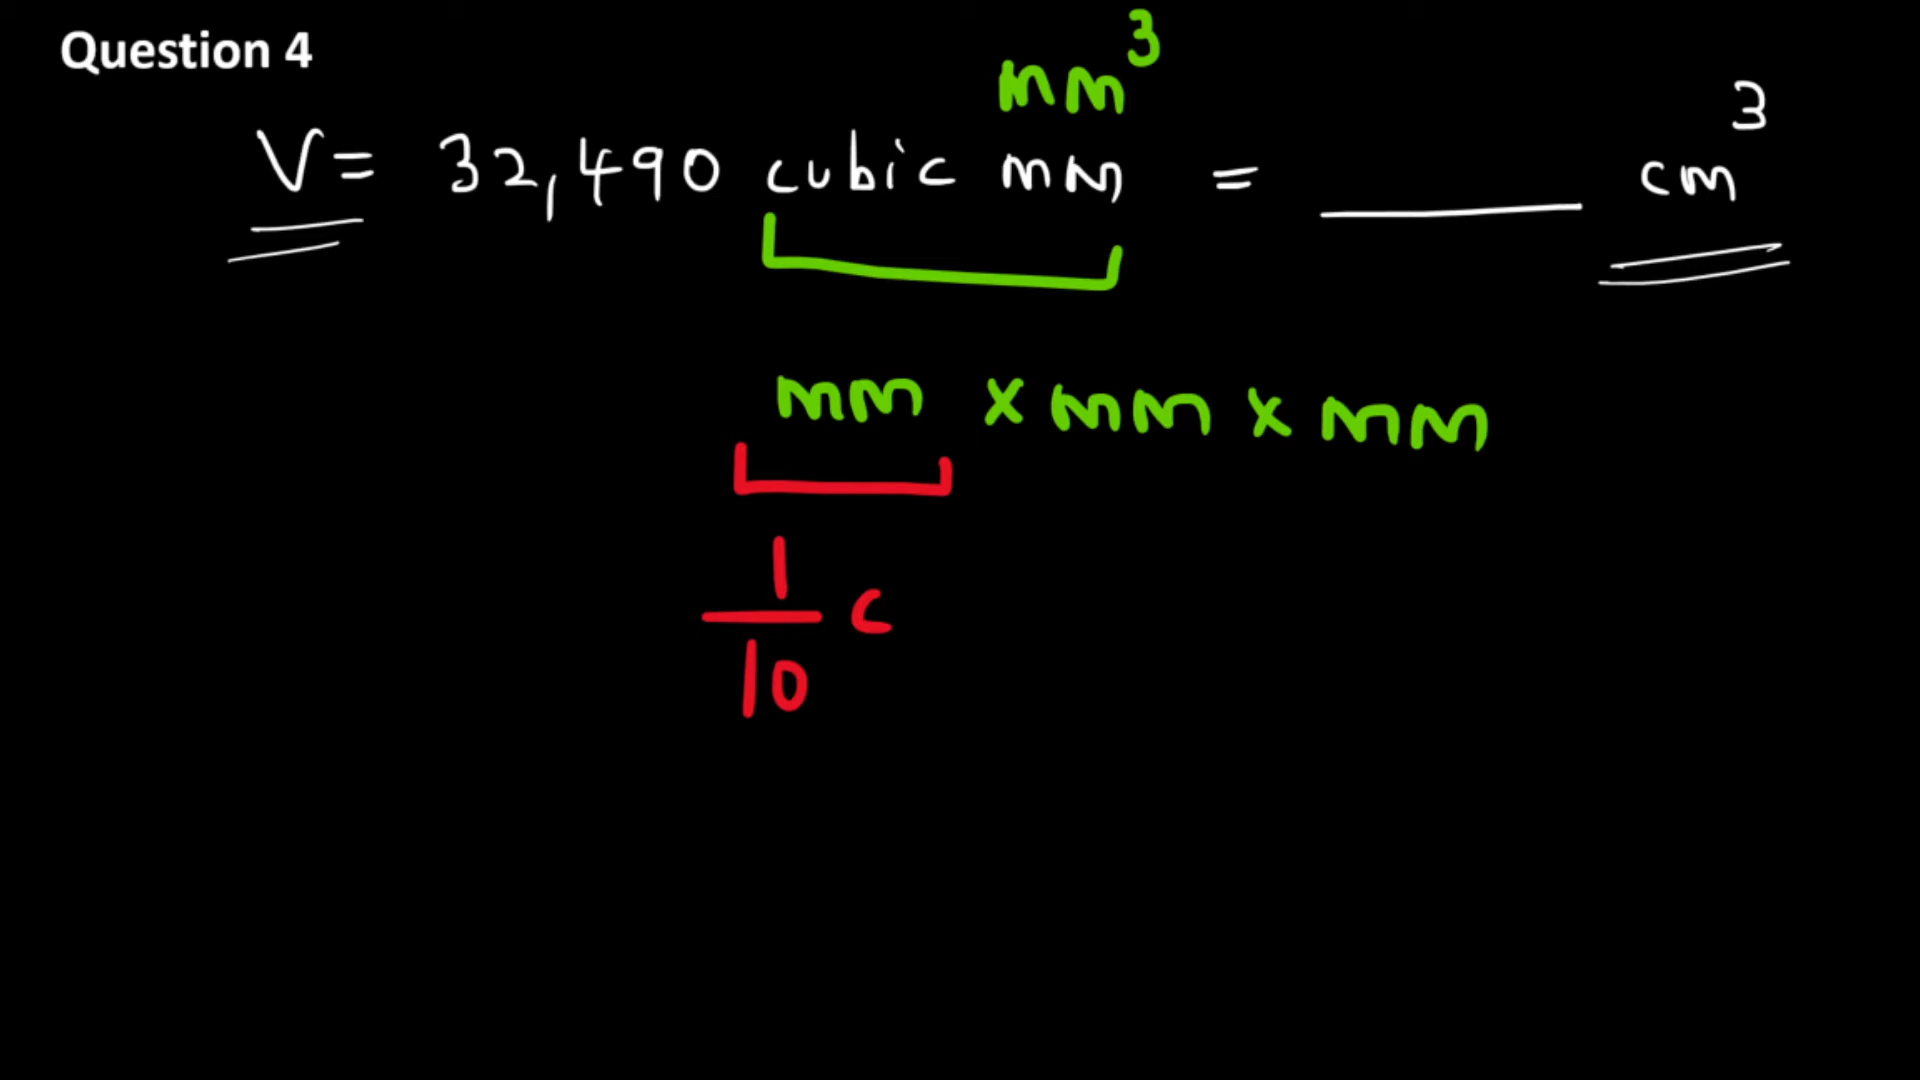 Question 4
mm³
V = 32,490 cubic mm = ______ cm³
mm x mm x mm
1/10 c